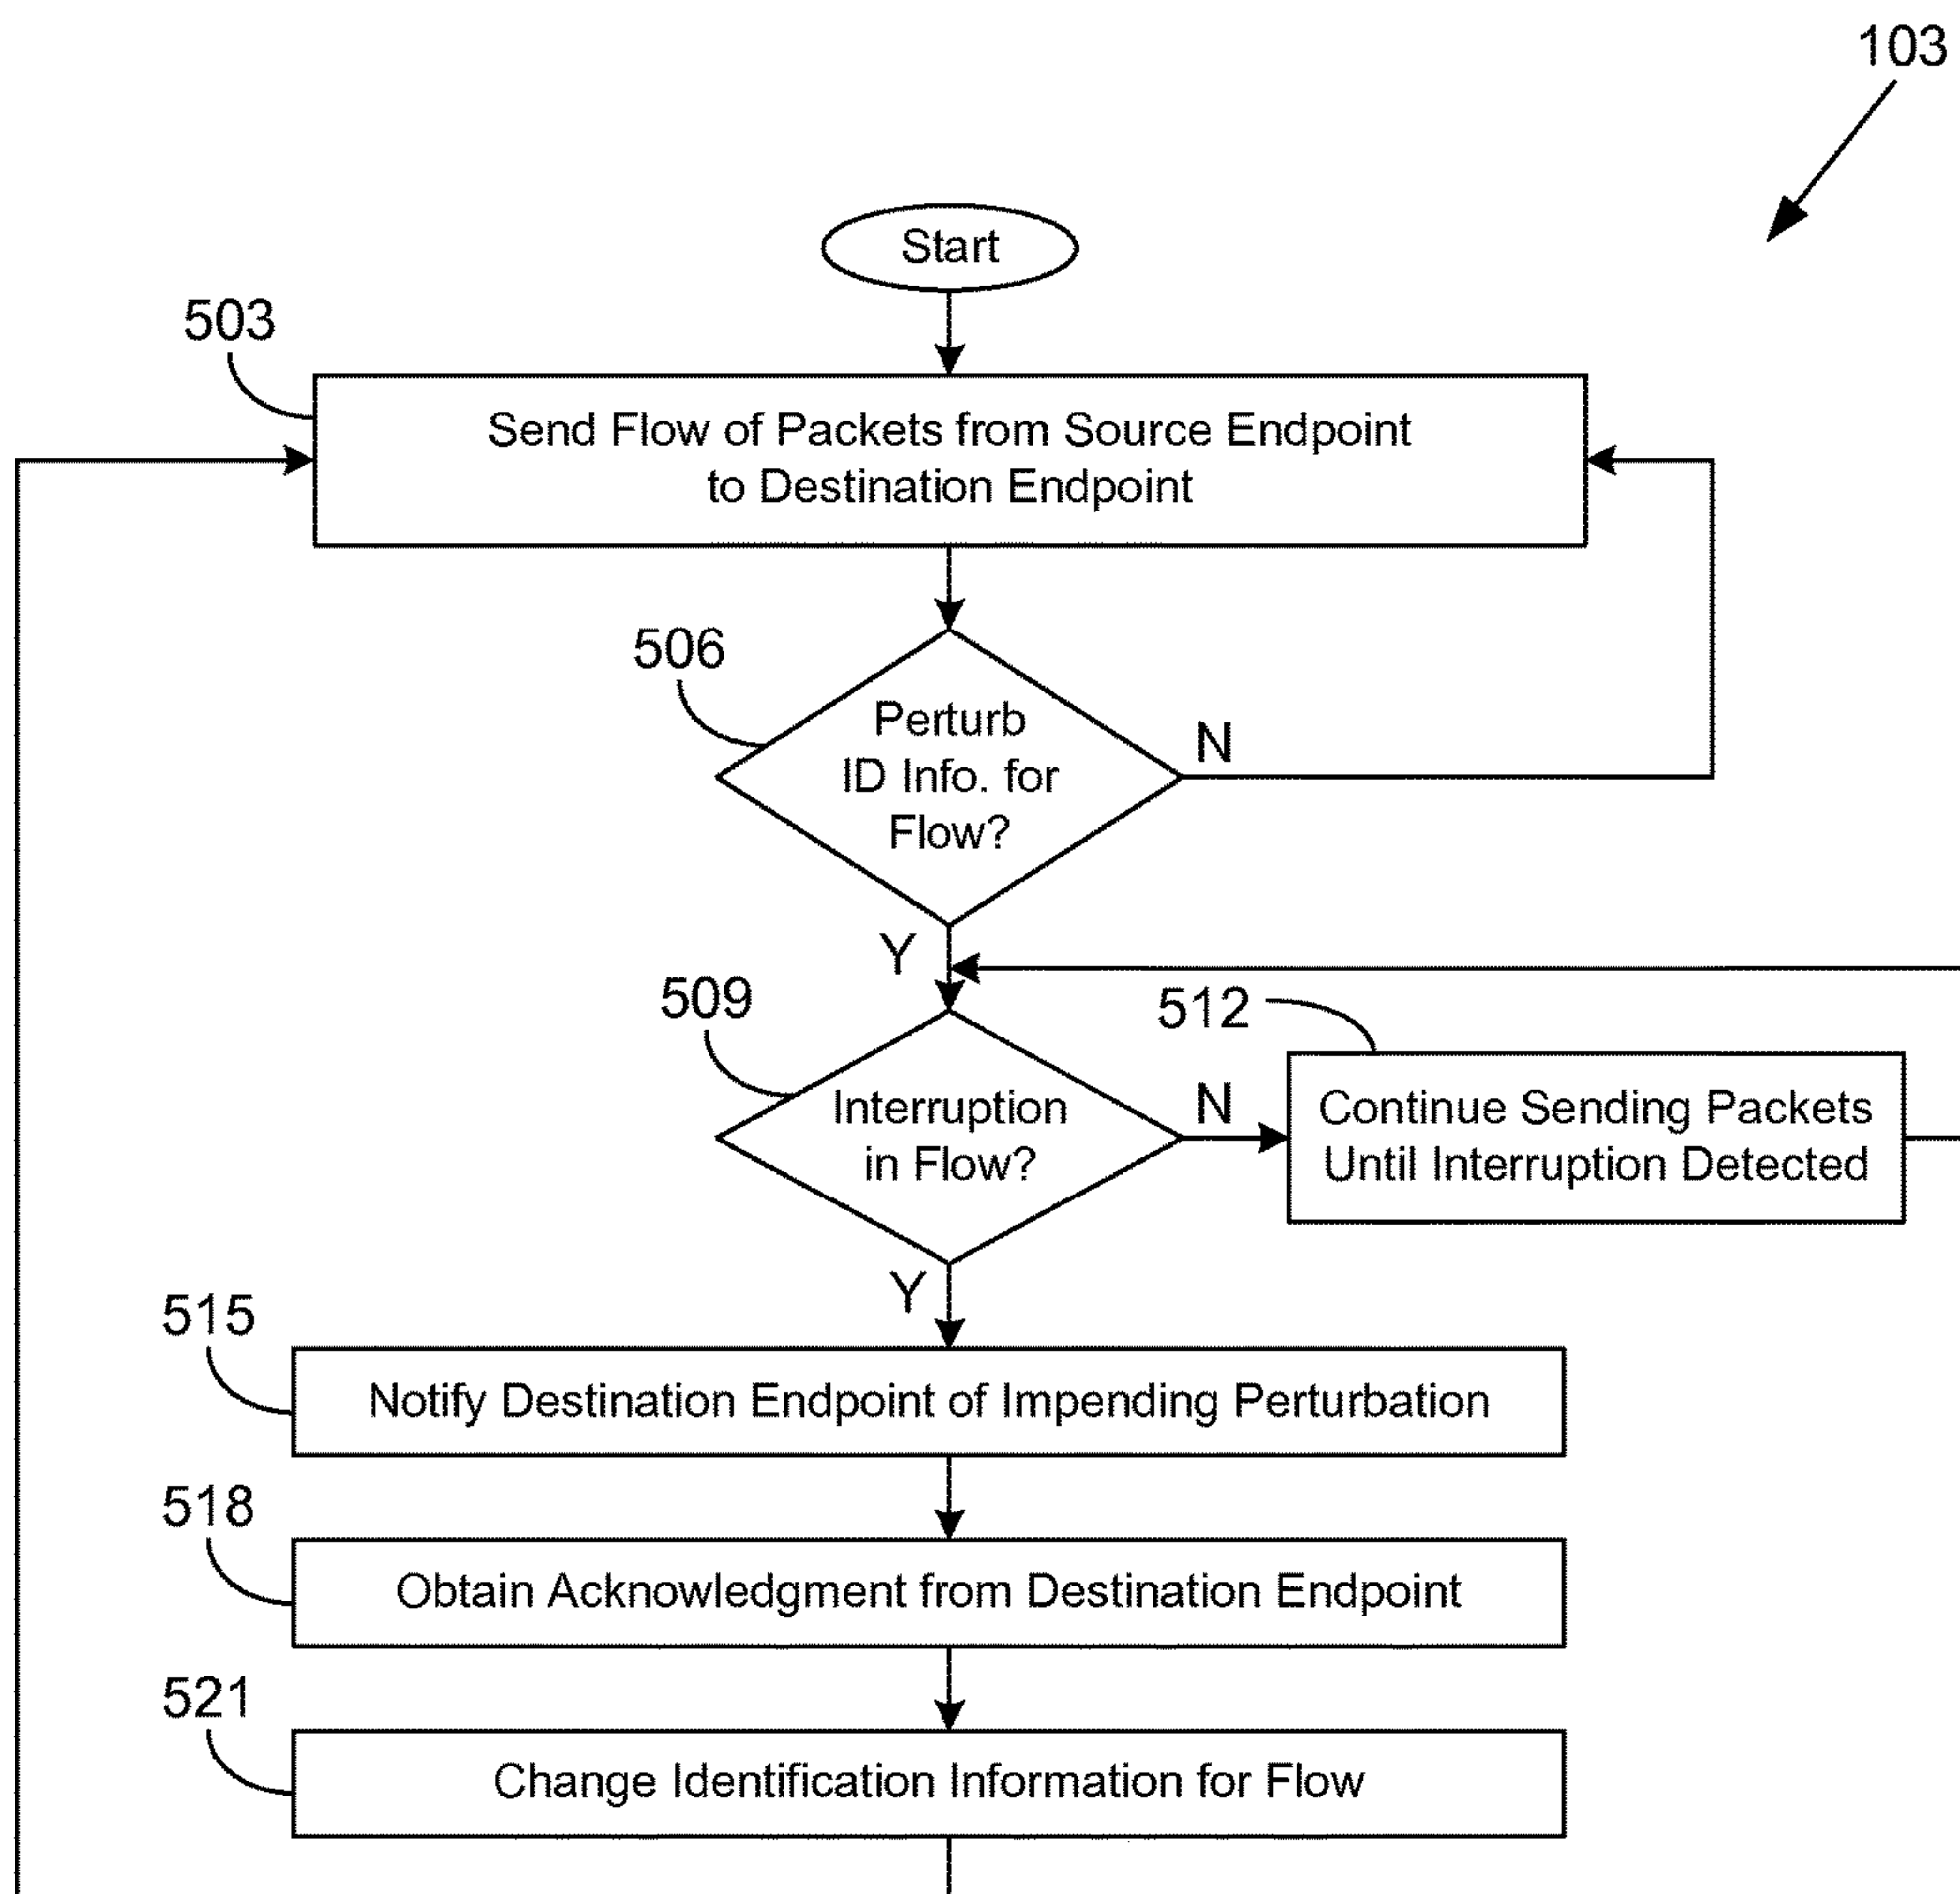 103
Start
503
Send Flow of Packets from Source Endpoint
to Destination Endpoint
506
Perturb
ID Info. for
Flow?
N
Y
509
512
Interruption
in Flow?
N
Continue Sending Packets
Until Interruption Detected
Y
515
Notify Destination Endpoint of Impending Perturbation
518
Obtain Acknowledgment from Destination Endpoint
521
Change Identification Information for Flow